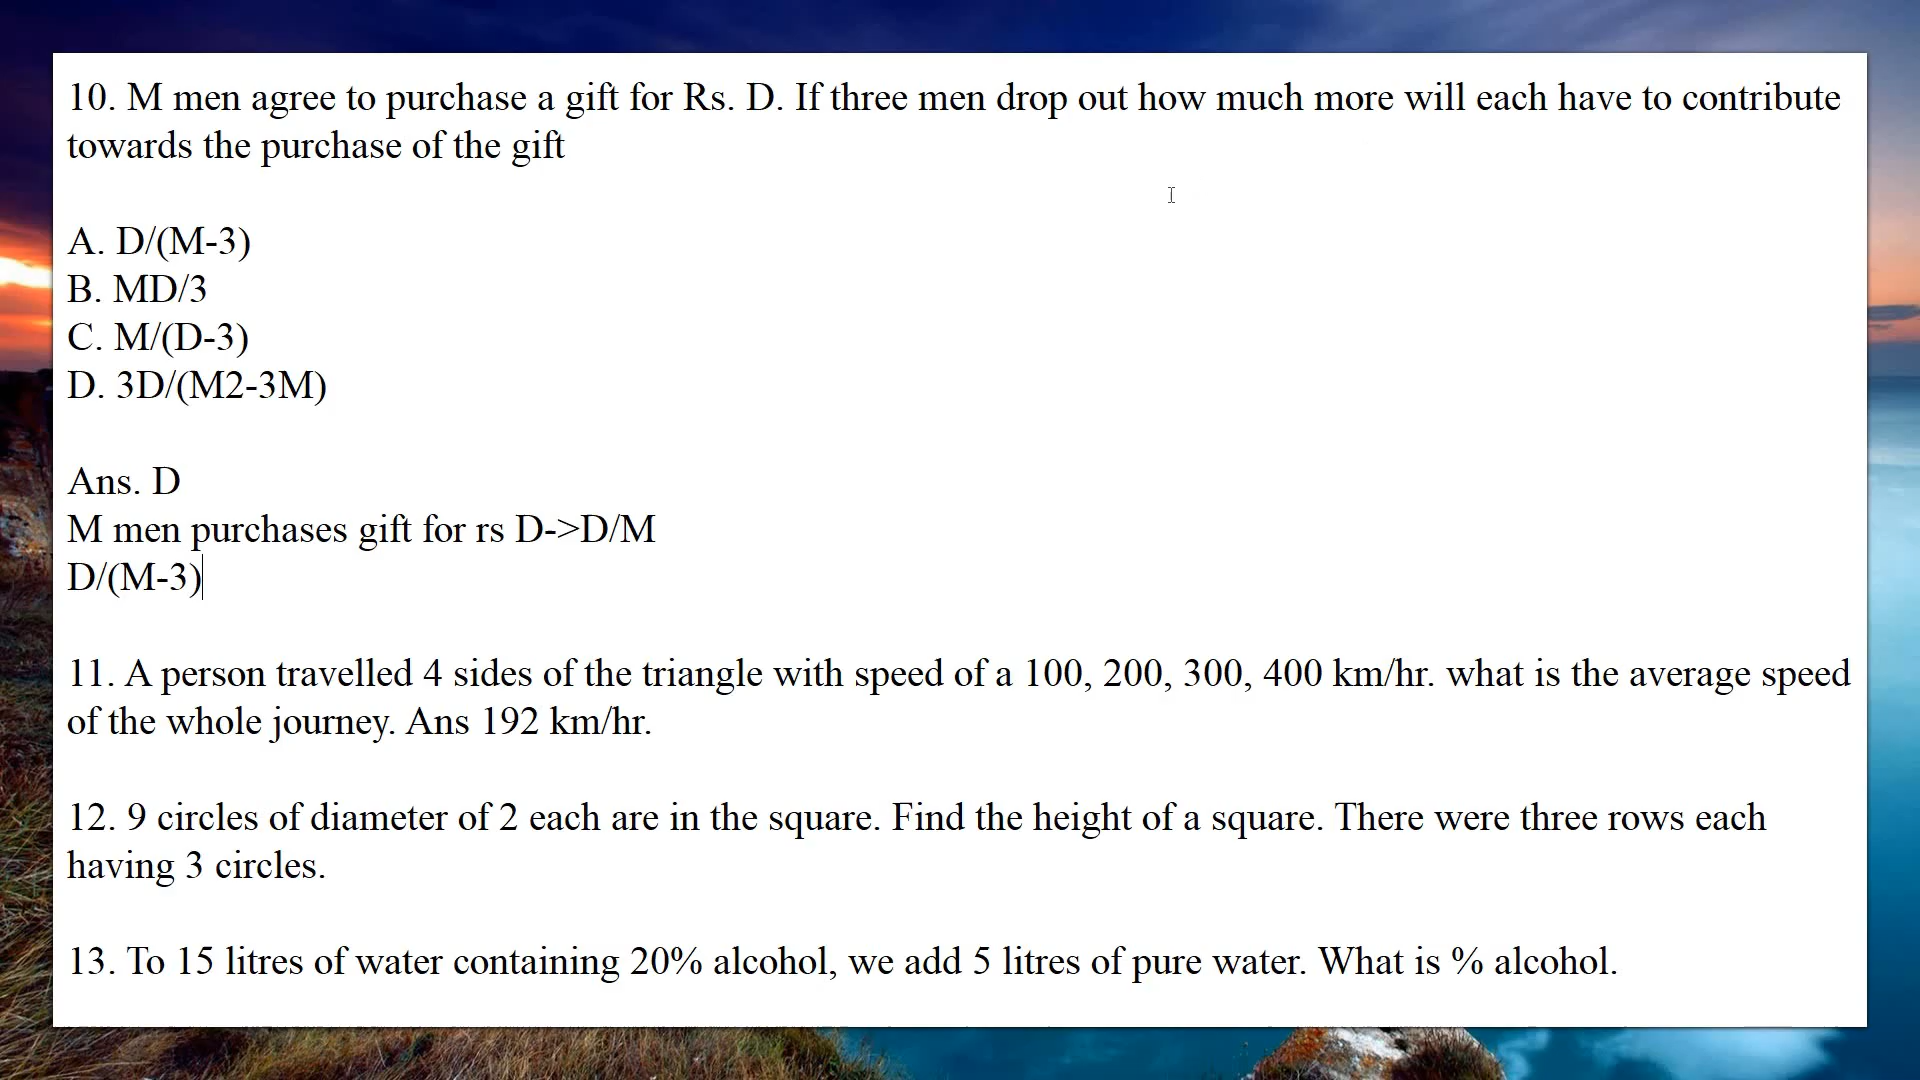 10. M men agree to purchase a gift for Rs. D. If three men drop out how much more will each have to contribute
towards the purchase of the gift
A. D/(M-3)
B. MD/3
C. M/(D-3)
D. 3D/(M2-3M)
Ans. D
M men purchases gift for rs D->D/M
D/(M-3)
11. A person travelled 4 sides of the triangle with speed of a 100, 200, 300, 400 km/hr. what is the average speed
of the whole journey. Ans 192 km/hr.
12. 9 circles of diameter of 2 each are in the square. Find the height of a square. There were three rows each
having 3 circles.
13. To 15 litres of water containing 20% alcohol, we add 5 litres of pure water. What is % alcohol.